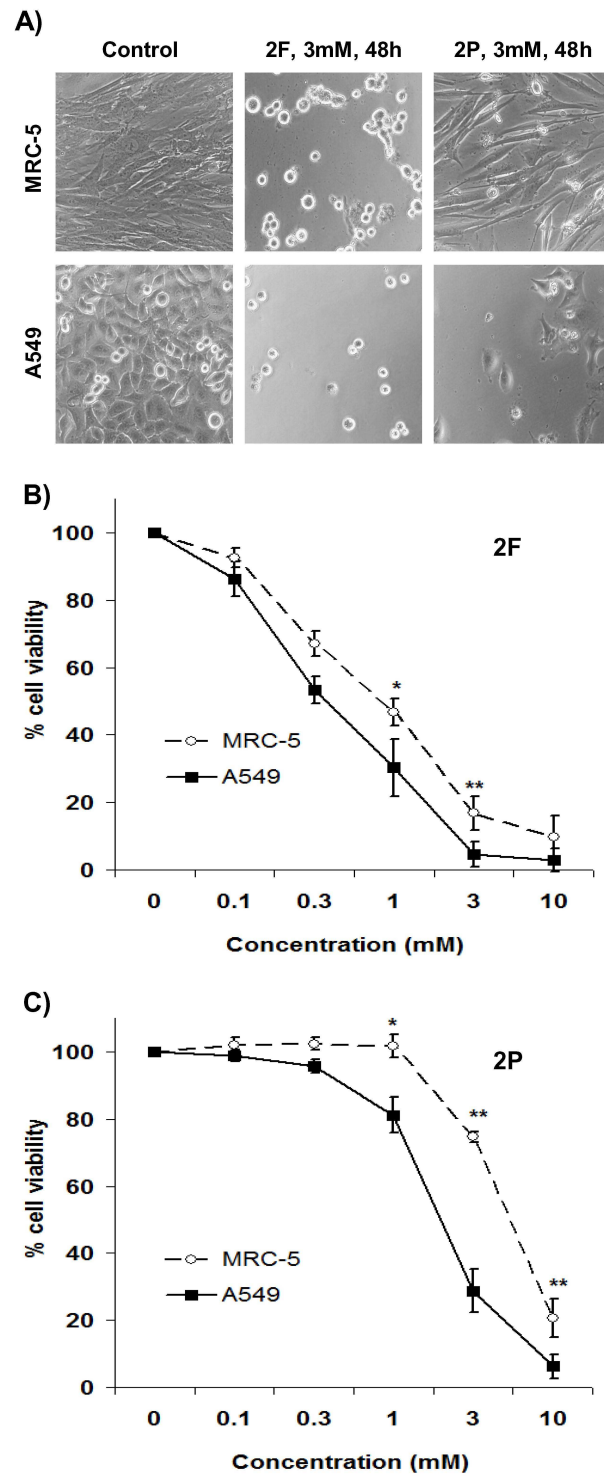 A)
Control 2F, 3mM, 48h 2P, 3mM, 48h
MRC-5
A549
B)
2F
100
80
60
40
20
0
% cell viability
*
**
MRC-5
A549
0 0.1 0.3 1 3 10
Concentration (mM)
C)
2P
100
80
60
40
20
0
% cell viability
*
**
**
MRC-5
A549
0 0.1 0.3 1 3 10
Concentration (mM)